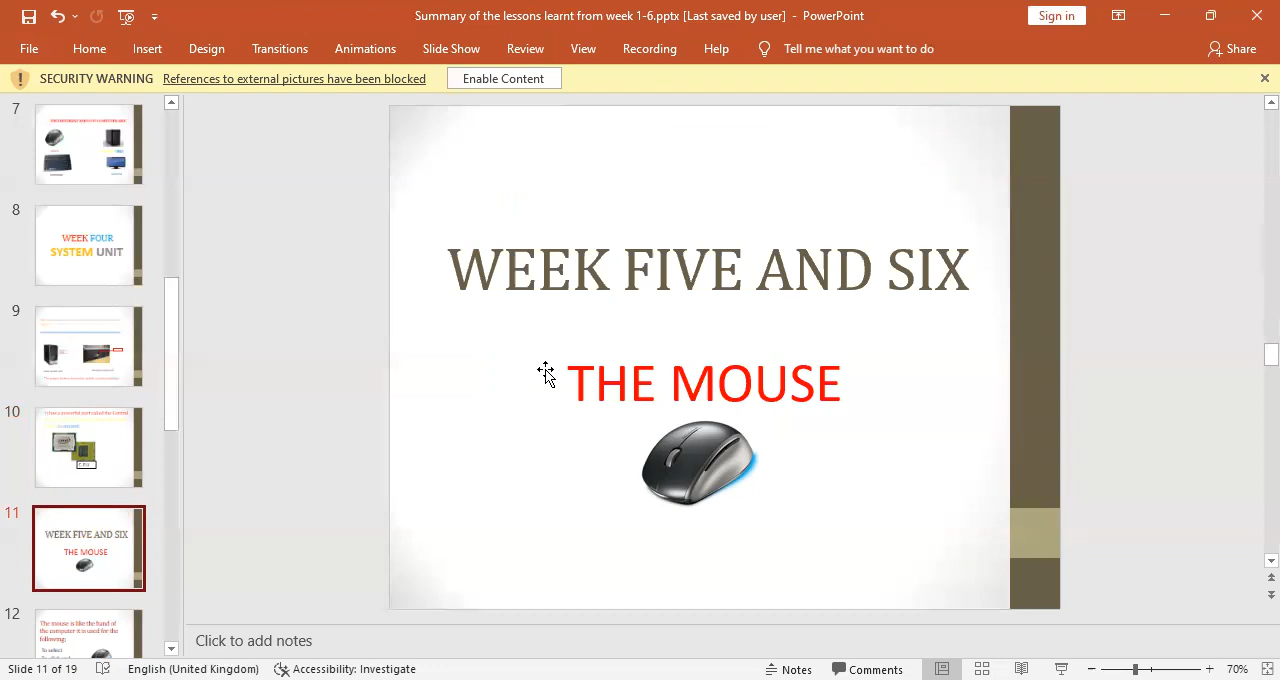 Summary of the lessons learnt from week 1-6.pptx [Last saved by user] - PowerPoint
Sign in
File Home Insert Design Transitions Animations Slide Show Review View Recording Help Tell me what you want to do Share
SECURITY WARNING References to external pictures have been blocked Enable Content
7
8
WEEK FOUR
SYSTEM UNIT
9
10
11
WEEK FIVE AND SIX
THE MOUSE
12
The mouse is like the hand of
the computer it is used for the
following:
To select
WEEK FIVE AND SIX
THE MOUSE
Click to add notes
Slide 11 of 19 English (United Kingdom) Accessibility: Investigate Notes Comments 70%